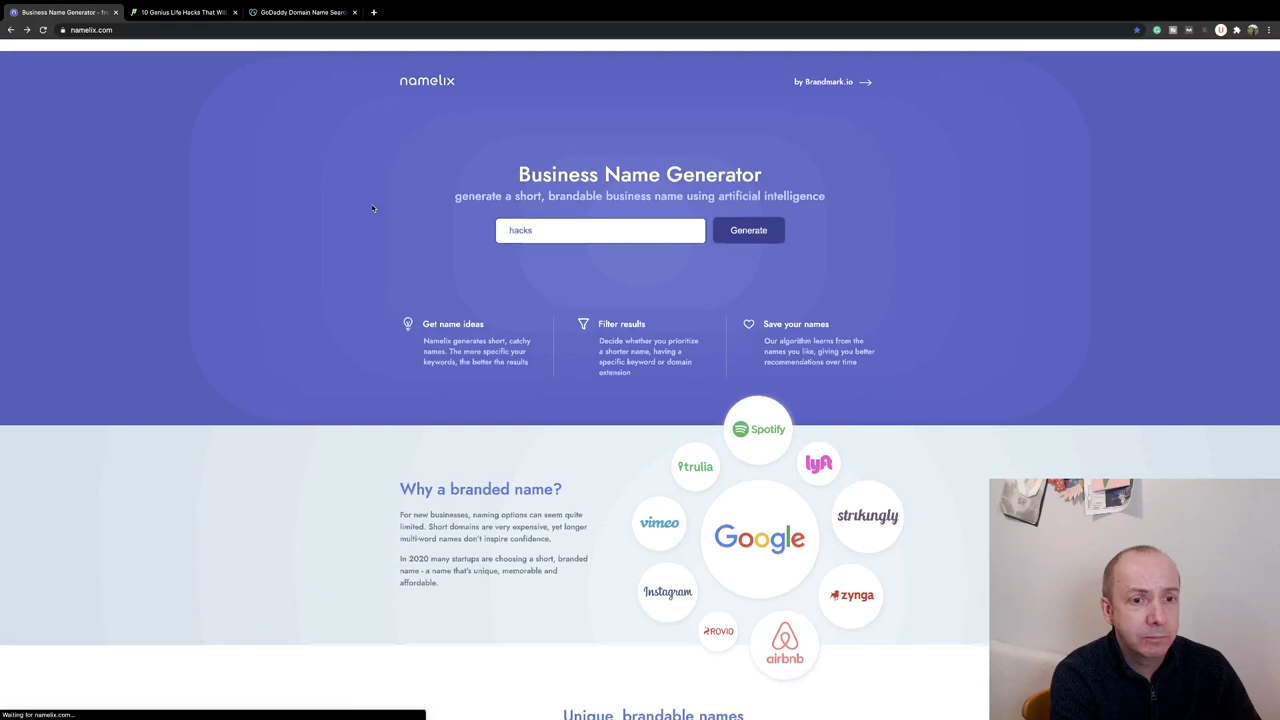 Business Name Generator - fr
10 Genius Life Hacks That Will
GoDaddy Domain Name Searc
namelix.com
namelix
by Brandmark.io
Business Name Generator
generate a short, brandable business name using artificial intelligence
hacks
Generate
Get name ideas
Namelix generates short, catchy
names. The more specific your
keywords, the better the results
Filter results
Decide whether you prioritize
a shorter name, having a
specific keyword or domain
extension
Save your names
Our algorithm learns from the
names you like, giving you better
recommendations over time
Why a branded name?
For new businesses, naming options can seem quite
limited. Short domains are very expensive, yet longer
multi-word names don't inspire confidence.
In 2020 many startups are choosing a short, branded
name - a name that's unique, memorable and
affordable.
Spotify
trulia
lyft
vimeo
Google
strikingly
Instagram
zynga
ROVIO
airbnb
Unique, brandable names
Waiting for namelix.com...